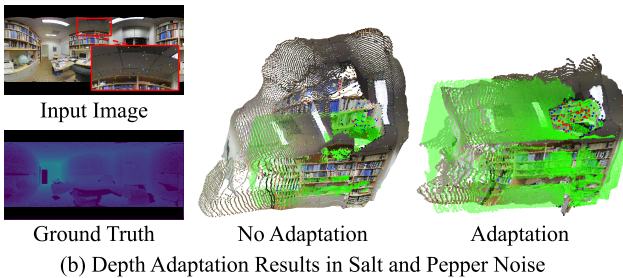 Input Image
Ground Truth
No Adaptation
Adaptation
(b) Depth Adaptation Results in Salt and Pepper Noise